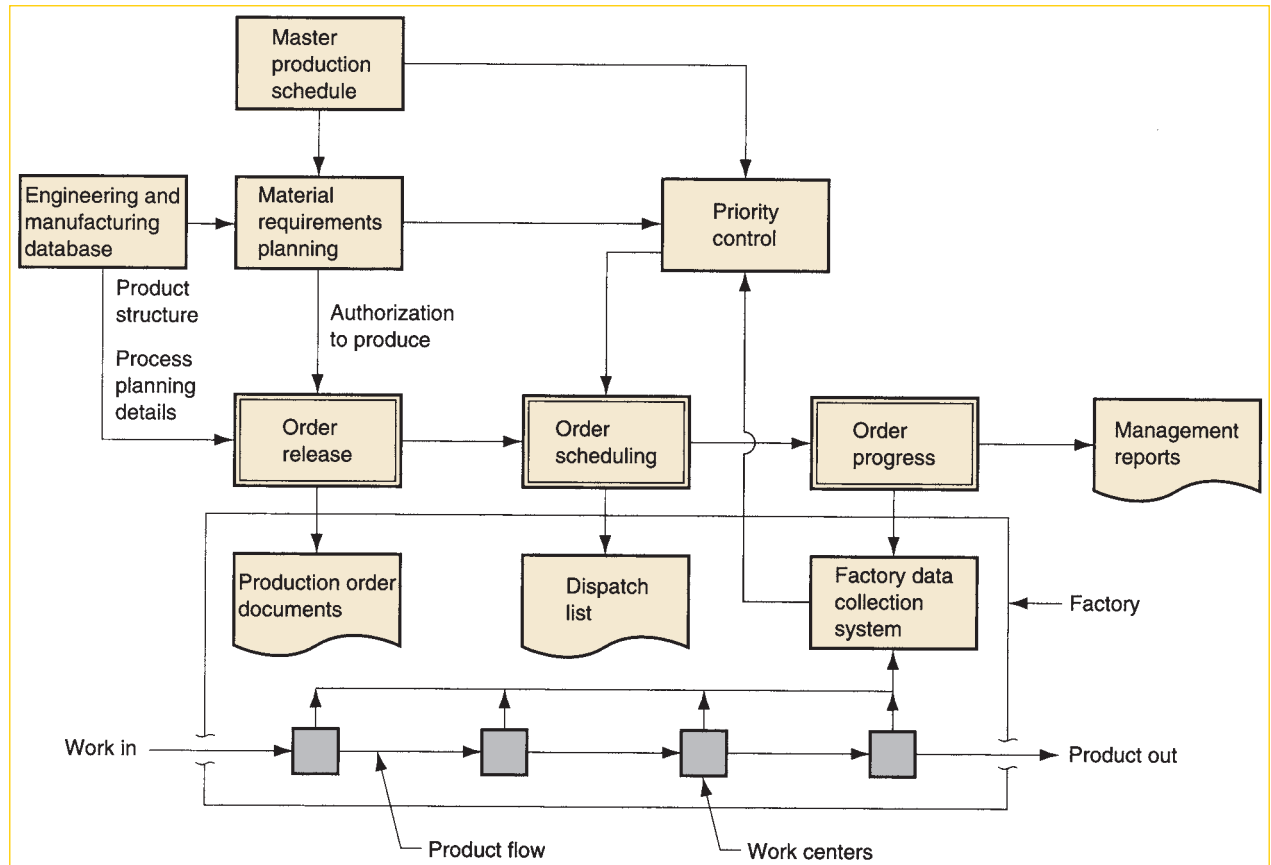 Master
production
schedule
Engineering and
manufacturing
database
Material
requirements
planning
Priority
control
Product
structure
Authorization
to produce
Process
planning
details
Order
release
Order
scheduling
Order
progress
Management
reports
Production order
documents
Dispatch
list
Factory data
collection
system
Factory
Work in
Product out
Product flow
Work centers